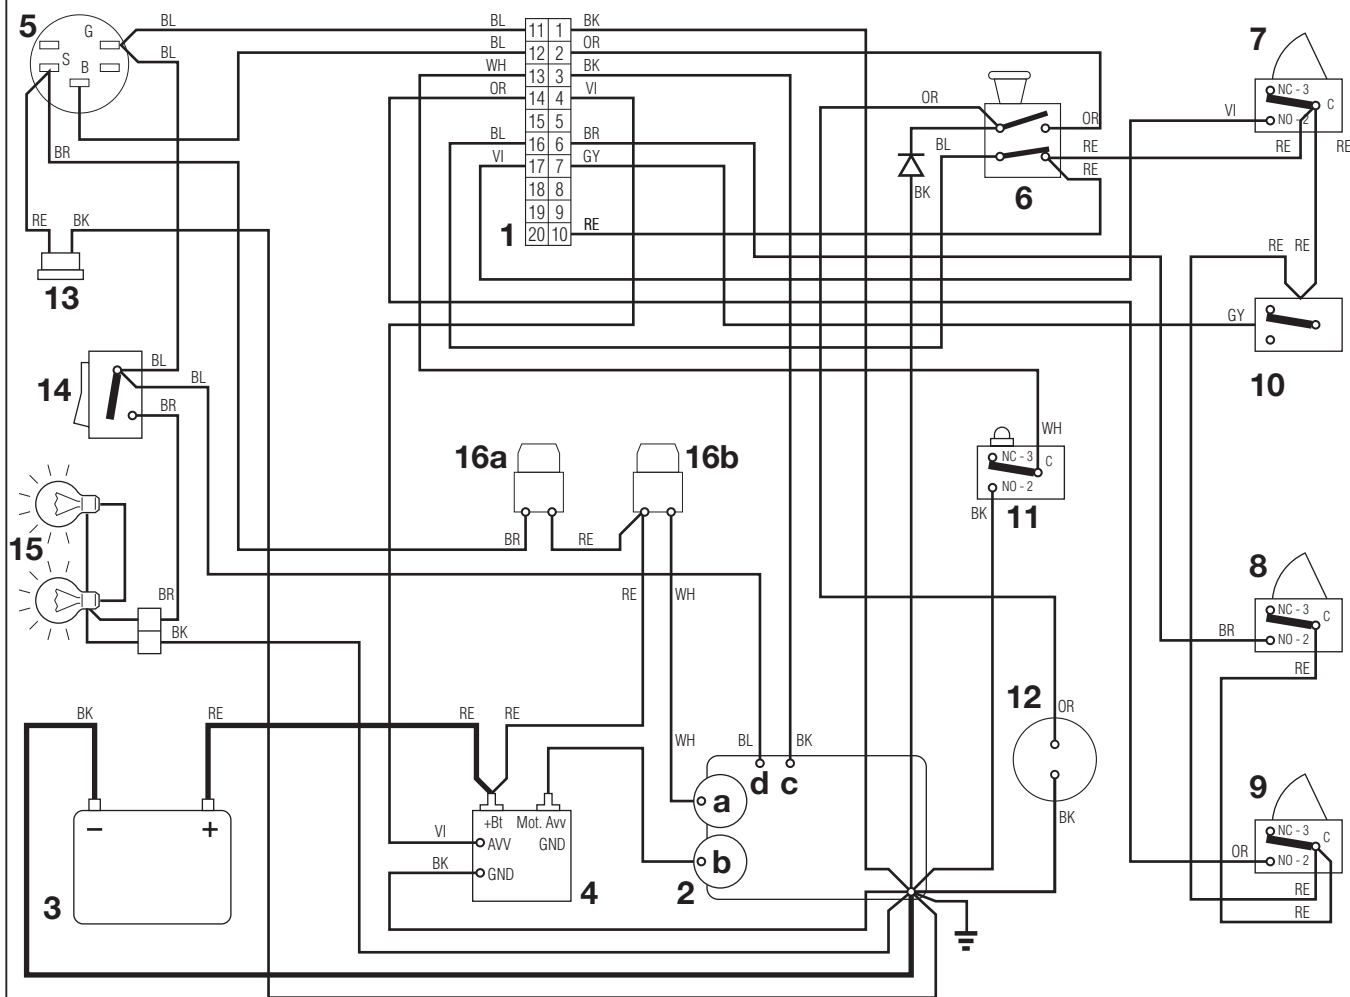 5
G
S
B
BL
BL
BR
RE
BK
13
BL
11 1
BK
BL
12 2
OR
WH
13 3
BK
OR
14 4
VI
15 5
BL
16 6
BR
VI
17 7
GY
18 8
19 9
1
20 10
RE
OR
OR
BL
RE
RE
BK
6
7
NC - 3
C
NO - 2
VI
RE
RE
RE RE
GY
10
14
BL
BL
BR
15
BR
BK
16a
16b
BR
RE
RE
WH
WH
NC - 3
C
NO - 2
BK
11
8
NC - 3
C
NO - 2
BR
RE
12
OR
BK
9
NC - 3
C
NO - 2
OR
RE
RE
BK
RE
RE
RE
3
−
+
+Bt
Mot. Avv
AVV
GND
GND
VI
BK
4
WH
BL
BK
d
c
a
b
2